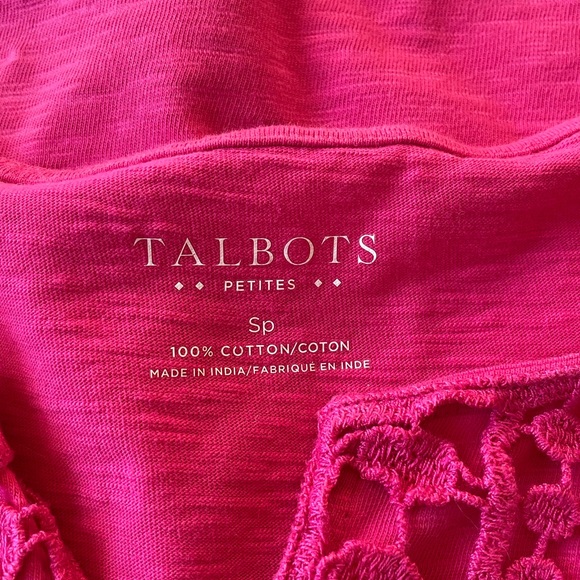 TALBOTS
PETITES
Sp
100% COTTON/COTON
MADE IN INDIA/FABRIQUÉ EN INDE